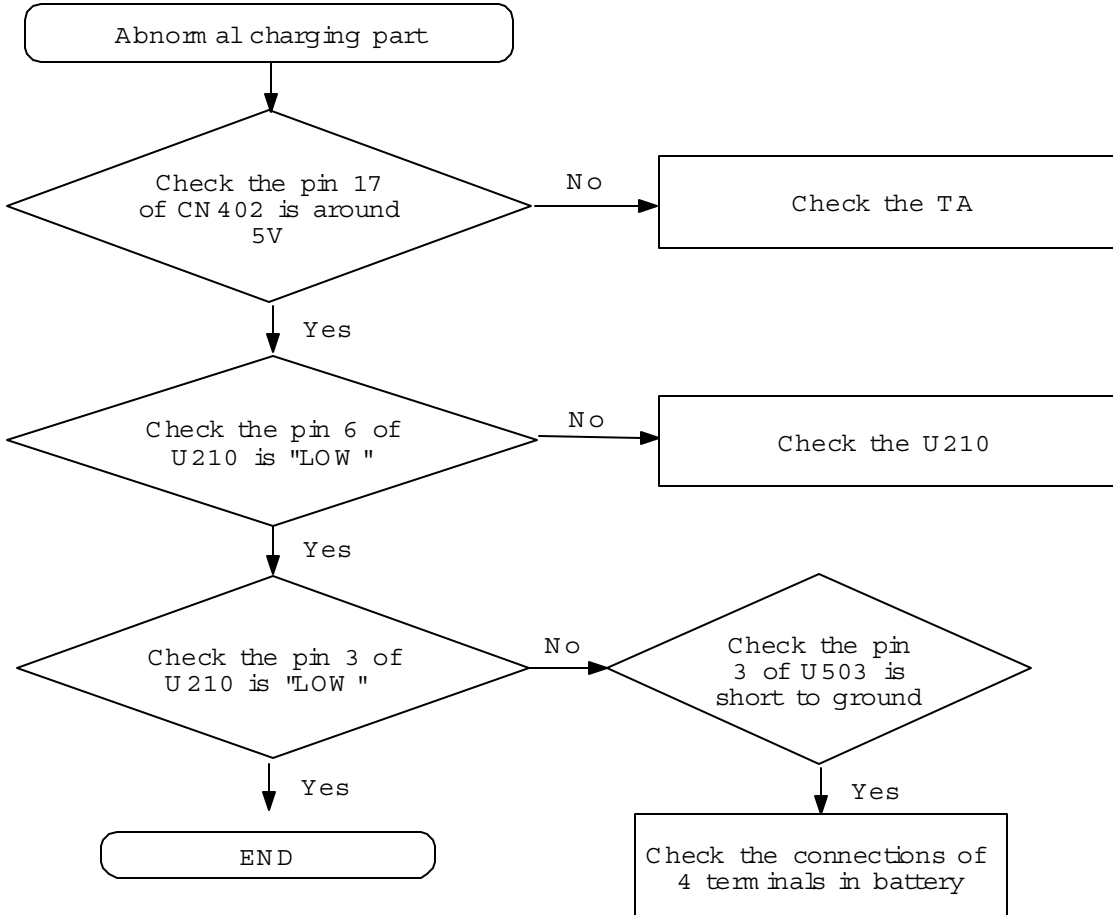 Abnormal charging part
Check the pin 17
of CN402 is around
5V
No
Check the TA
Yes
Check the pin 6 of
U210 is "LOW"
No
Check the U210
Yes
Check the pin 3 of
U210 is "LOW"
No
Check the pin
3 of U503 is
short to ground
Yes
END
Yes
Check the connections of
4 terminals in battery